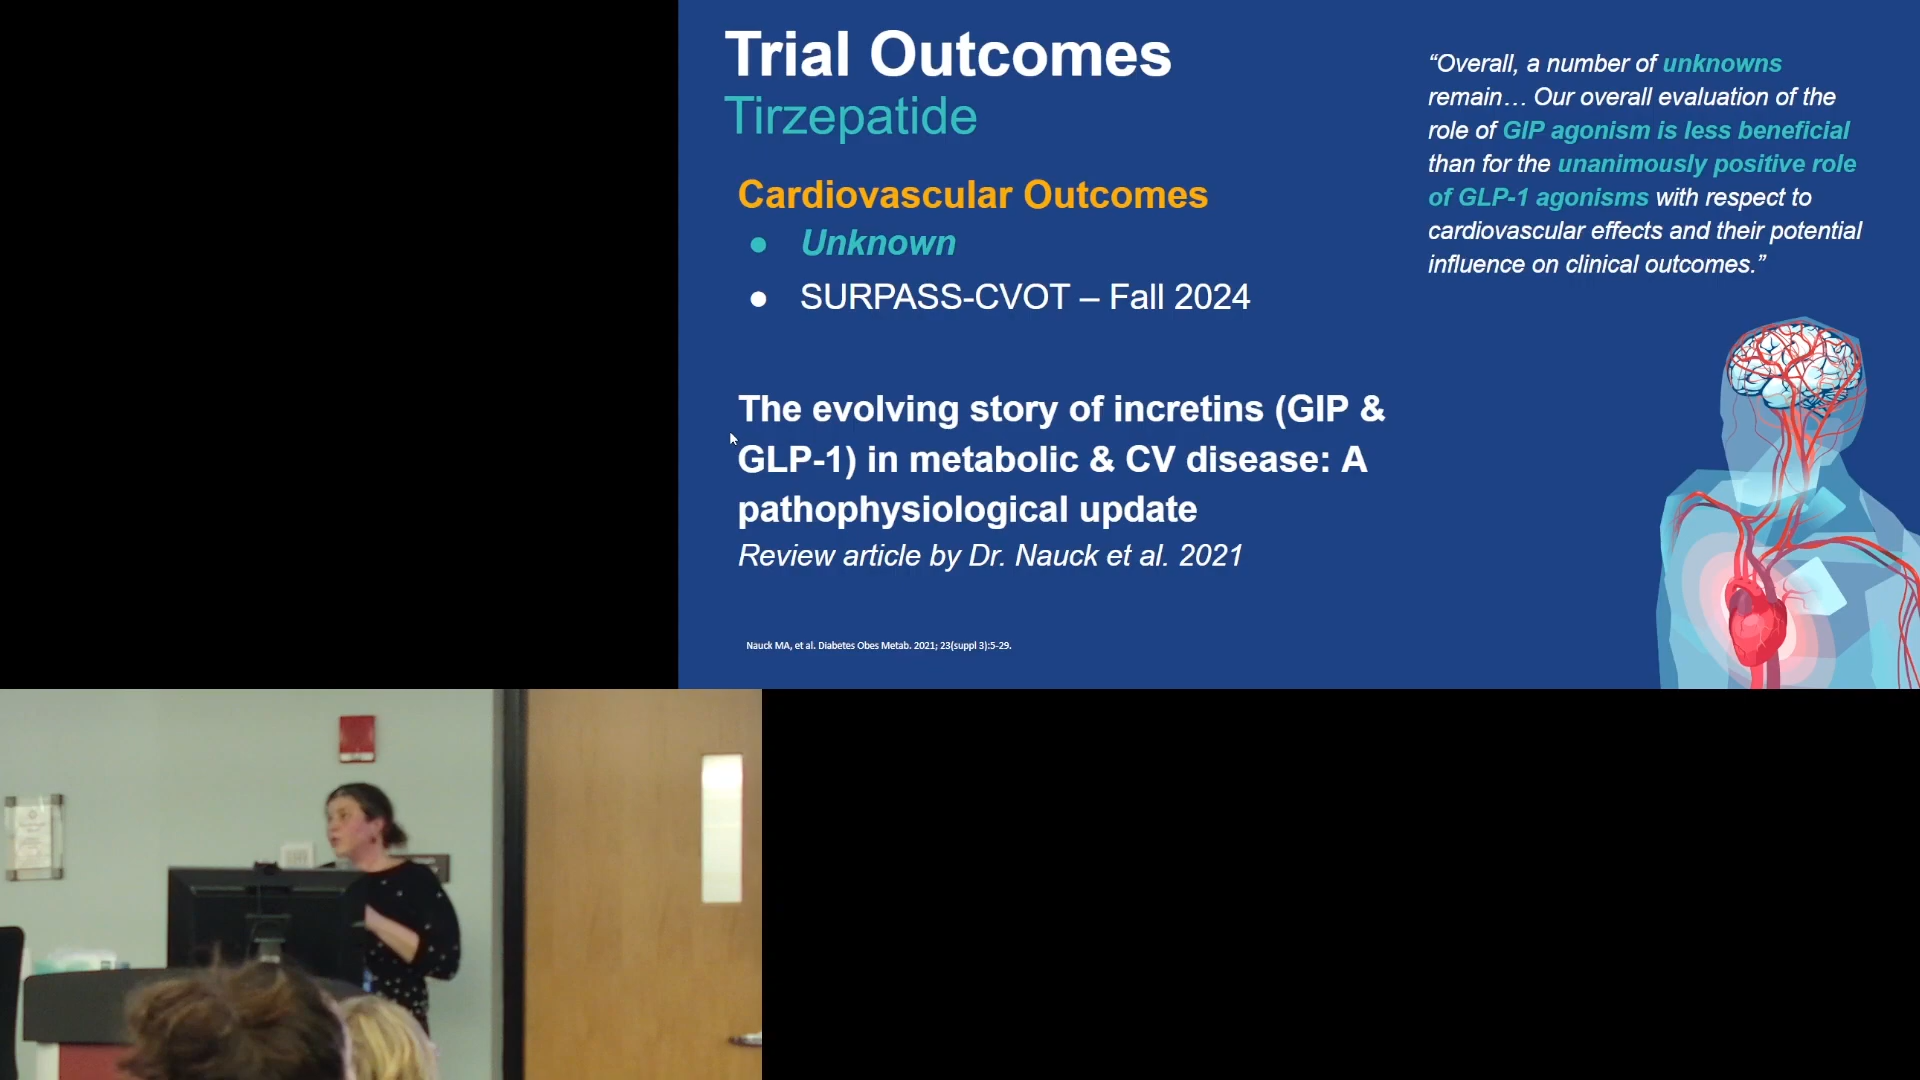 Trial Outcomes
Tirzepatide
Cardiovascular Outcomes
● Unknown
● SURPASS-CVOT – Fall 2024
The evolving story of incretins (GIP &
GLP-1) in metabolic & CV disease: A
pathophysiological update
Review article by Dr. Nauck et al. 2021
Nauck MA, et al. Diabetes Obes Metab. 2021; 23(suppl 3):5-29.
“Overall, a number of unknowns
remain… Our overall evaluation of the
role of GIP agonism is less beneficial
than for the unanimously positive role
of GLP-1 agonisms with respect to
cardiovascular effects and their potential
influence on clinical outcomes.”